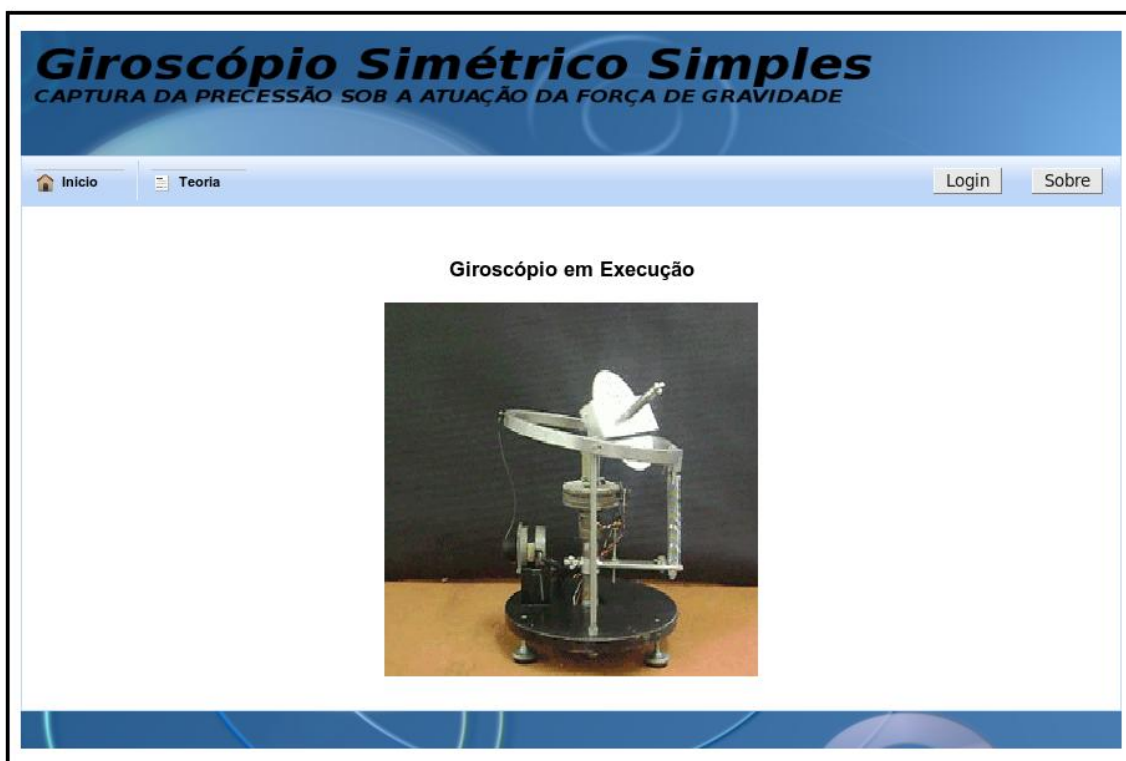 Giroscópio Simétrico Simples
CAPTURA DA PRECESSÃO SOB A ATUAÇÃO DA FORÇA DE GRAVIDADE
Inicio Teoria Login Sobre
Giroscópio em Execução